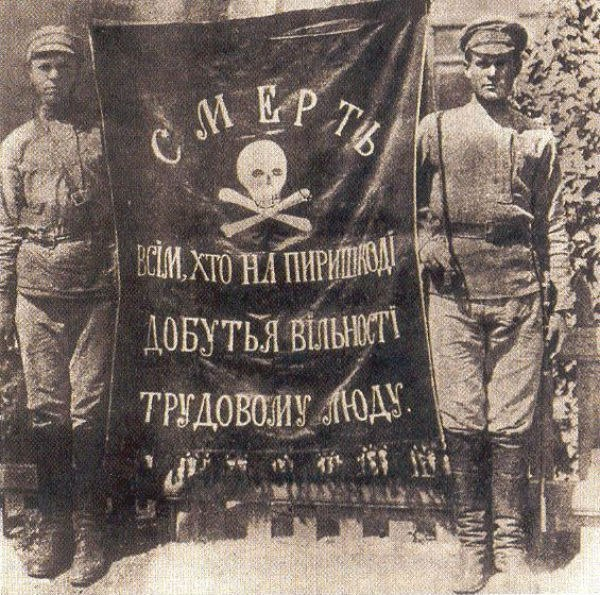 СМЕРТЬ
ВСІМ, ХТО НА ПИРИШКОДІ
ДОБУТЬЯ ВІЛЬНОСТІ
ТРУДОВОМУ ЛЮДУ.